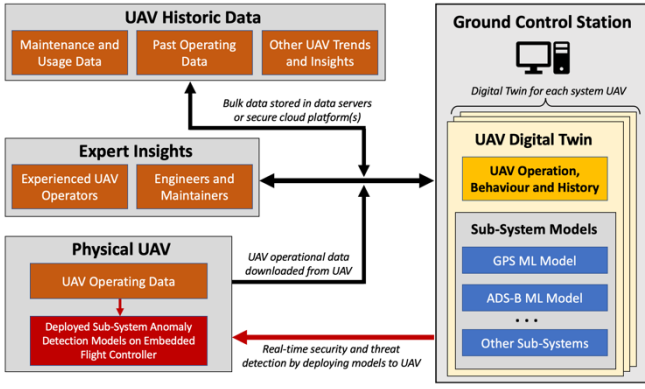 UAV Historic Data
Maintenance and
Usage Data
Past Operating
Data
Other UAV Trends
and Insights
Bulk data stored in data servers
or secure cloud platform(s)
Expert Insights
Experienced UAV
Operators
Engineers and
Maintainers
Physical UAV
UAV Operating Data
Deployed Sub-System Anomaly
Detection Models on Embedded
Flight Controller
UAV operational data
downloaded from UAV
Real-time security and threat
detection by deploying models to UAV
Ground Control Station
Digital Twin for each system UAV
UAV Digital Twin
UAV Operation,
Behaviour and History
Sub-System Models
GPS ML Model
ADS-B ML Model
• • •
Other Sub-Systems